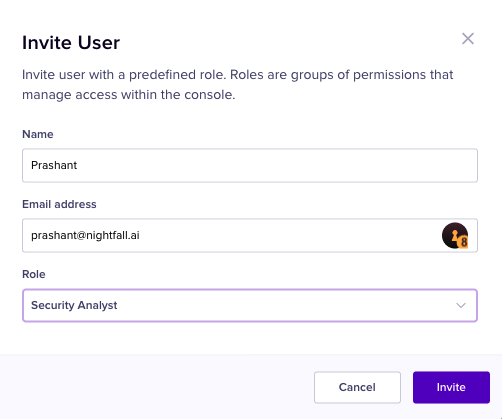 Invite User
Invite user with a predefined role. Roles are groups of permissions that
manage access within the console.
Name
Prashant
Email address
prashant@nightfall.ai
8
Role
Security Analyst
Cancel
Invite